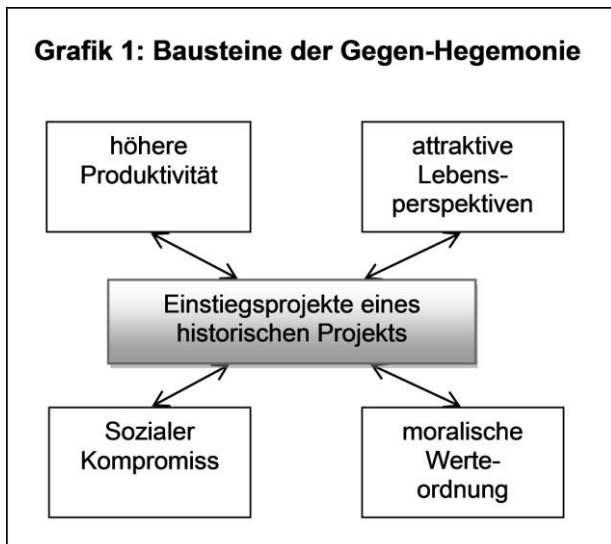 Grafik 1: Bausteine der Gegen-Hegemonie
höhere
Produktivität
attraktive
Lebens-
perspektiven
Einstiegsprojekte eines
historischen Projekts
Sozialer
Kompromiss
moralische
Werte-
ordnung